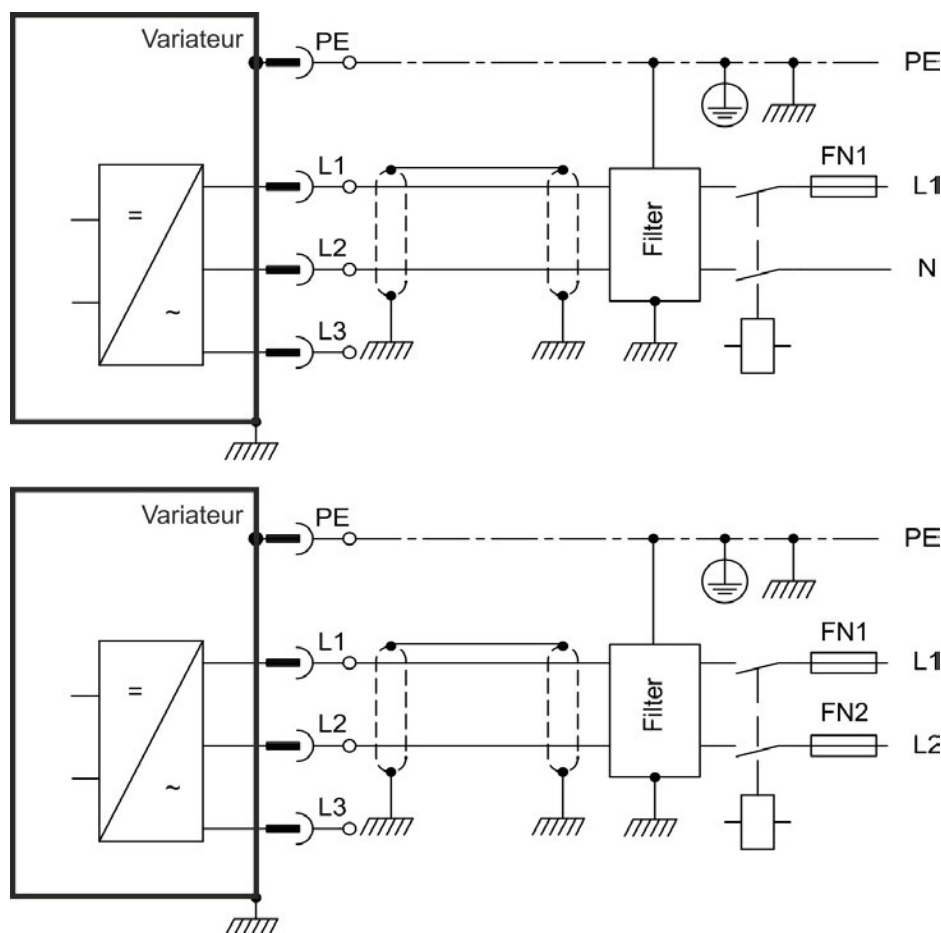 Variateur
PE
PE
L1
FN1
L1
=
Filter
L2
N
~
L3
Variateur
PE
PE
L1
FN1
L1
=
Filter
L2
FN2
L2
~
L3